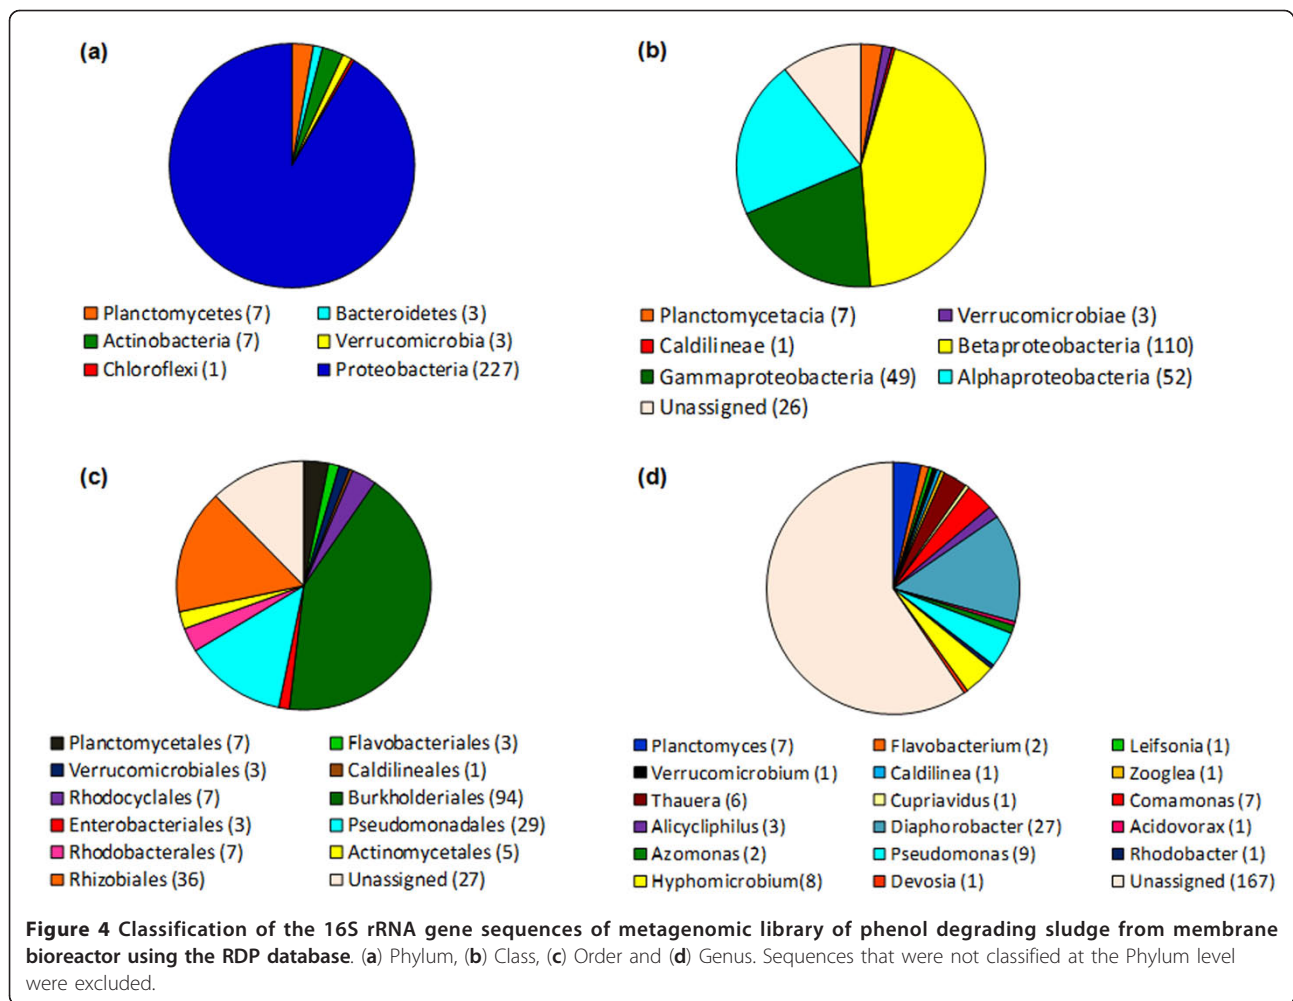 (a)
(b)
Planctomycetes (7) Bacteroidetes (3)
Actinobacteria (7) Verrucomicrobia (3)
Chloroflexi (1) Proteobacteria (227)
Planctomycetacia (7) Verrucomicrobiae (3)
Caldilineae (1) Betaproteobacteria (110)
Gammaproteobacteria (49) Alphaproteobacteria (52)
Unassigned (26)
(c)
(d)
Planctomycetales (7) Flavobacteriales (3)
Verrucomicrobiales (3) Caldilineales (1)
Rhodocyclales (7) Burkholderiales (94)
Enterobacteriales (3) Pseudomonadales (29)
Rhodobacterales (7) Actinomycetales (5)
Rhizobiales (36) Unassigned (27)
Planctomyces (7) Flavobacterium (2) Leifsonia (1)
Verrucomicrobium (1) Caldilinea (1) Zooglea (1)
Thauera (6) Cupriavidus (1) Comamonas (7)
Alicycliphilus (3) Diaphorobacter (27) Acidovorax (1)
Azomonas (2) Pseudomonas (9) Rhodobacter (1)
Hyphomicrobium(8) Devosia (1) Unassigned (167)
Figure 4 Classification of the 16S rRNA gene sequences of metagenomic library of phenol degrading sludge from membrane
bioreactor using the RDP database. (a) Phylum, (b) Class, (c) Order and (d) Genus. Sequences that were not classified at the Phylum level
were excluded.